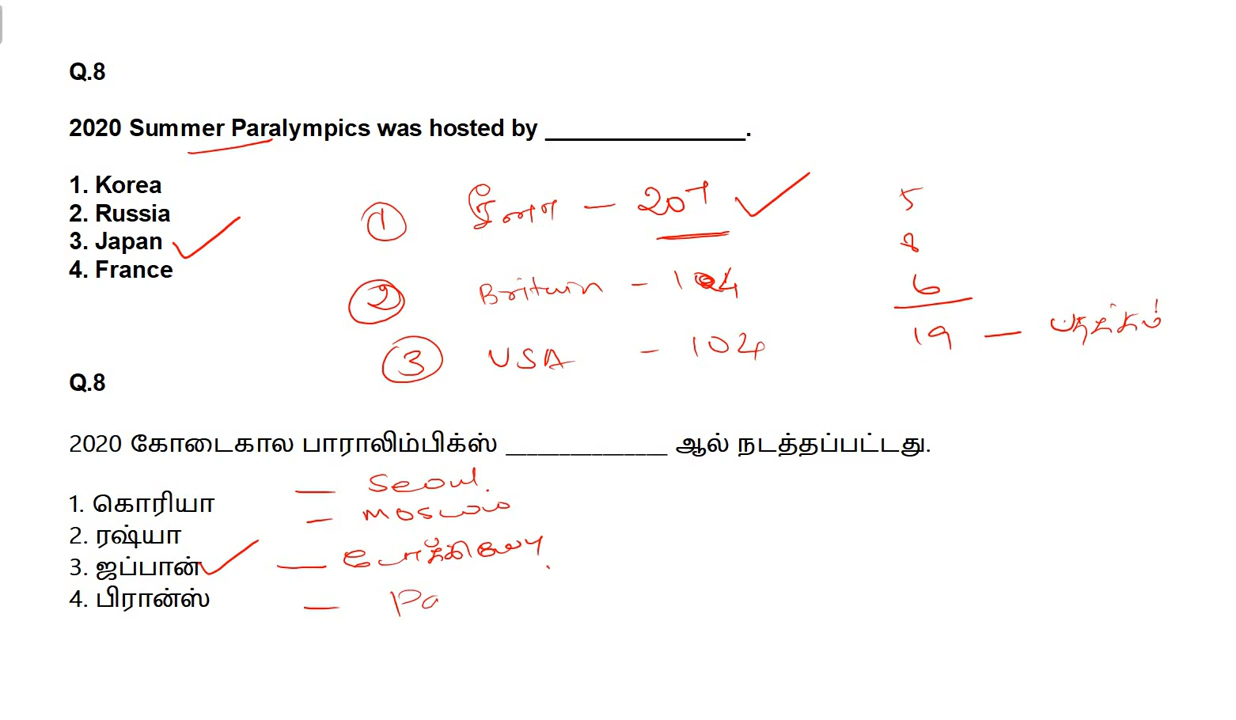 Q.8
2020 Summer Paralympics was hosted by _______________.
1. Korea
2. Russia
3. Japan
4. France
① சீனா – 207
② Britain – 124
③ USA – 104
5
8
6
19 — பதக்கம்
Q.8
2020 கோடைகால பாராலிம்பிக்ஸ் _____________ ஆல் நடத்தப்பட்டது.
1. கொரியா — Seoul.
2. ரஷ்யா — மாஸ்கோ
3. ஜப்பான் — டோக்கியோ.
4. பிரான்ஸ் — Pa